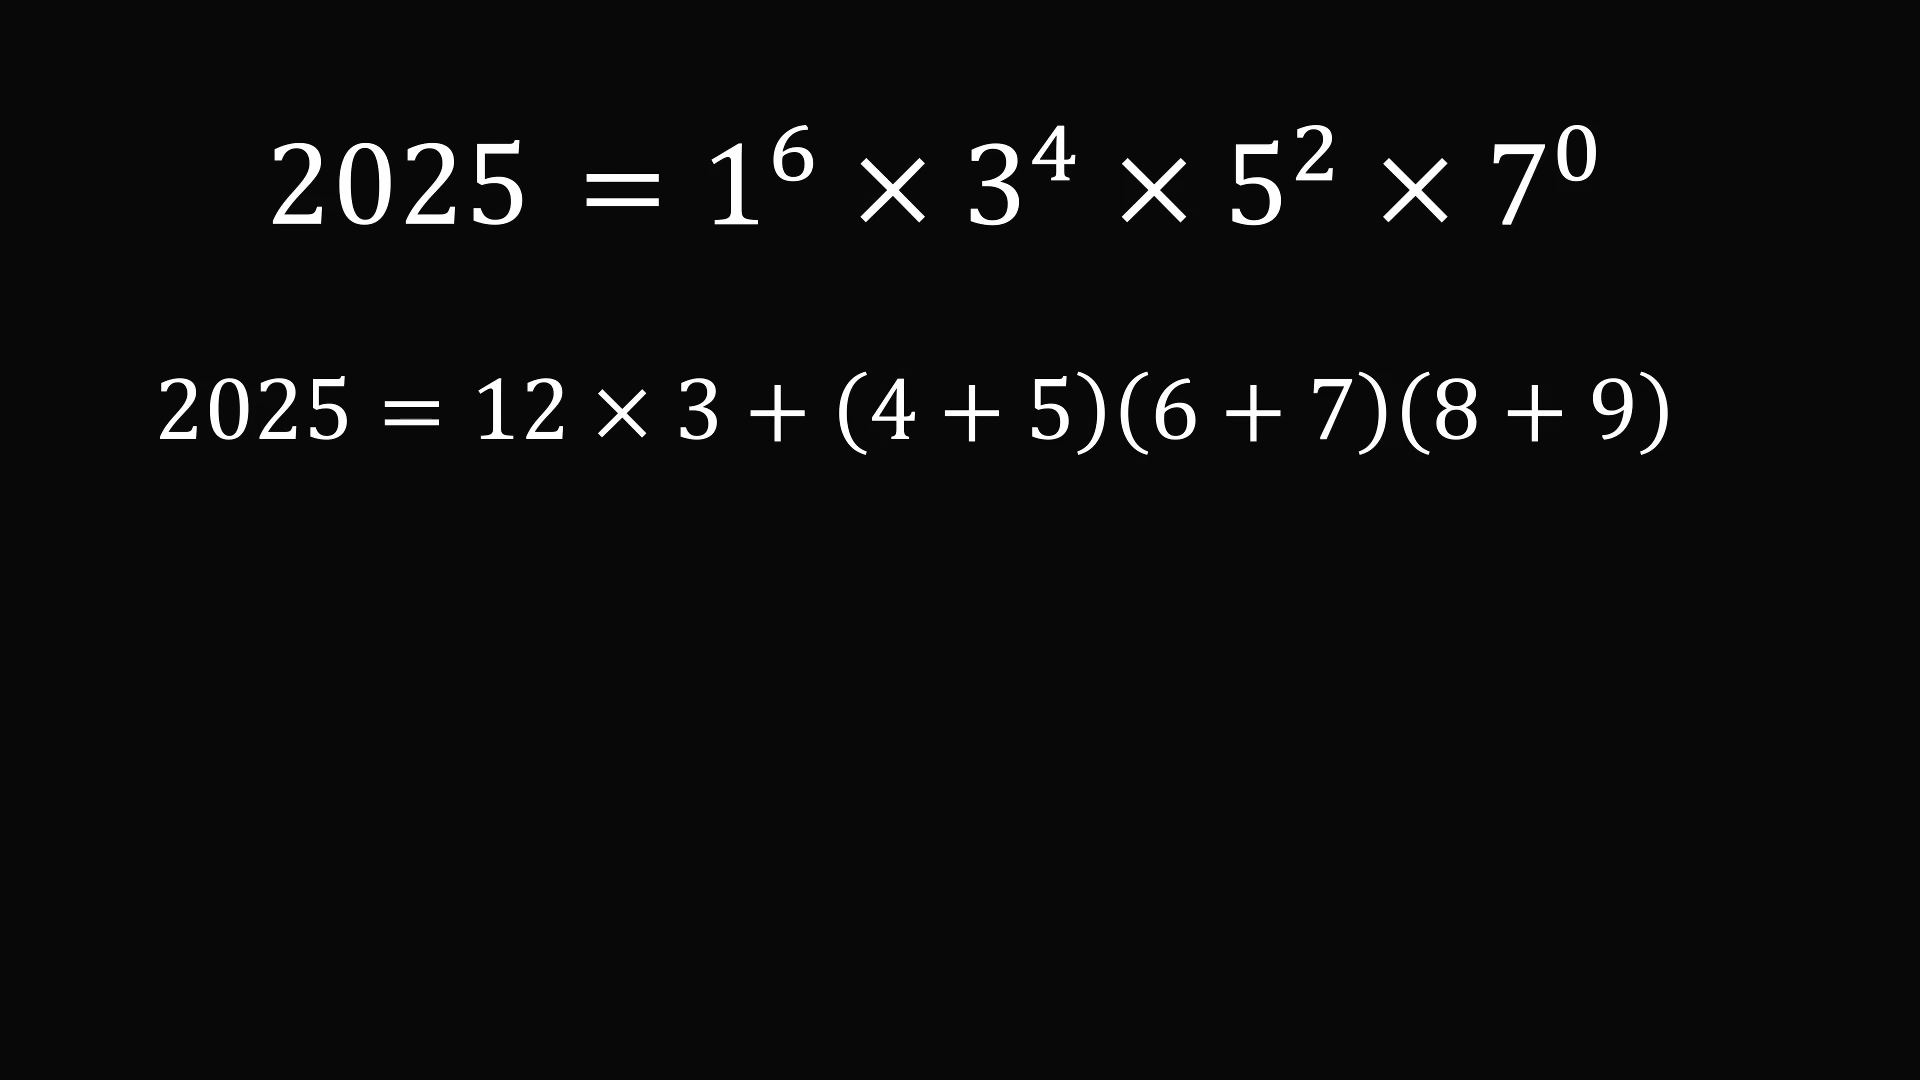 2025 = 1⁶ × 3⁴ × 5² × 7⁰
2025 = 12 × 3 + (4 + 5)(6 + 7)(8 + 9)